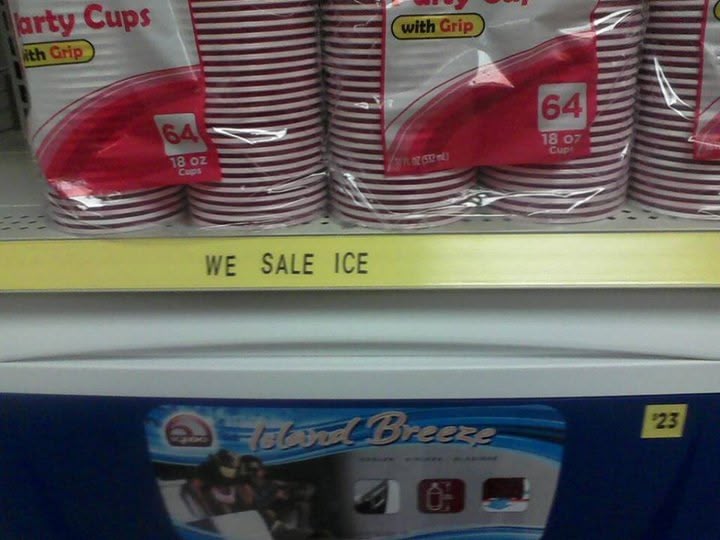 arty Cups
ith Grip
64
18 oz
Cups
with Grip
64
18 oz
Cups
WE SALE ICE
Island Breeze
$23